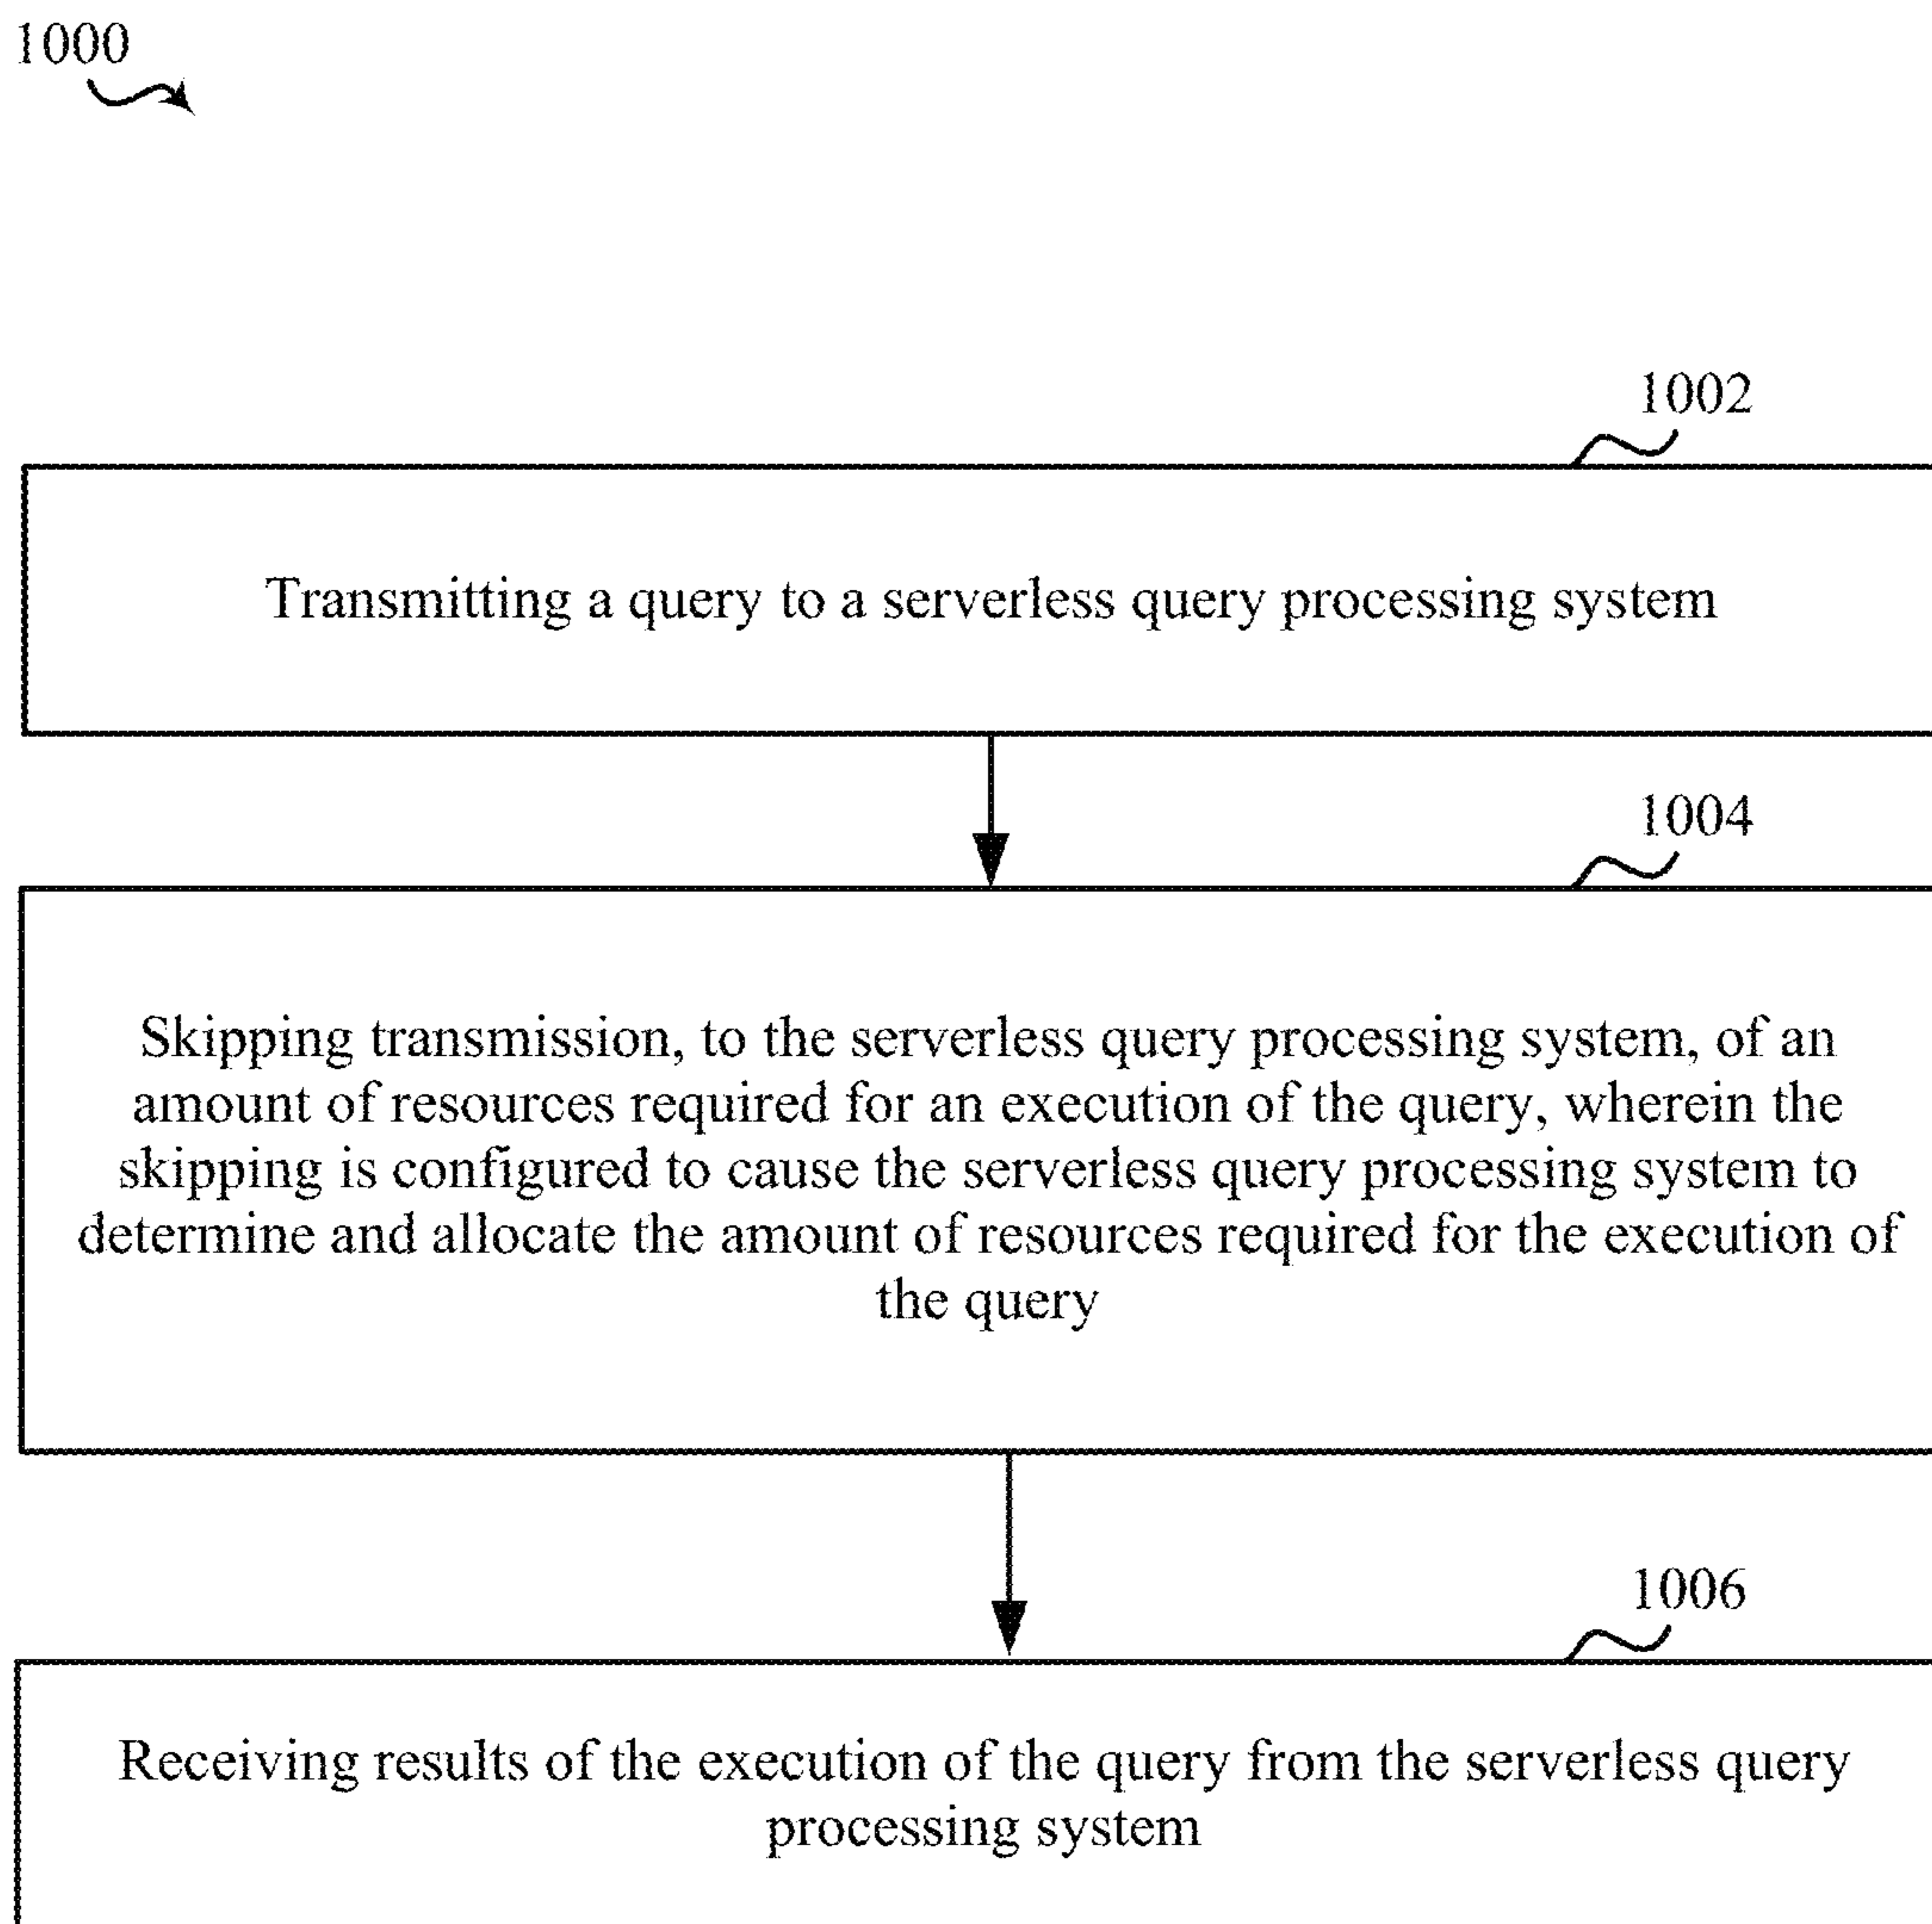 1000
1002
Transmitting a query to a serverless query processing system
1004
Skipping transmission, to the serverless query processing system, of an
amount of resources required for an execution of the query, wherein the
skipping is configured to cause the serverless query processing system to
determine and allocate the amount of resources required for the execution of
the query
1006
Receiving results of the execution of the query from the serverless query
processing system